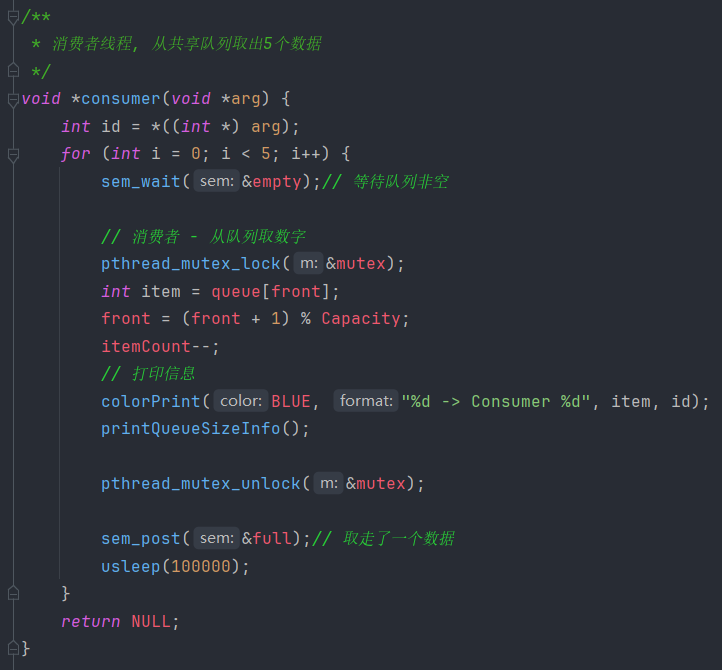 /**
 * 消费者线程, 从共享队列取出5个数据
 */
void *consumer(void *arg) {
    int id = *((int *) arg);
    for (int i = 0; i < 5; i++) {
        sem_wait( sem: &empty);// 等待队列非空

        // 消费者 - 从队列取数字
        pthread_mutex_lock( m: &mutex);
        int item = queue[front];
        front = (front + 1) % Capacity;
        itemCount--;
        // 打印信息
        colorPrint( color: BLUE, format: "%d -> Consumer %d", item, id);
        printQueueSizeInfo();

        pthread_mutex_unlock( m: &mutex);

        sem_post( sem: &full);// 取走了一个数据
        usleep(100000);
    }
    return NULL;
}